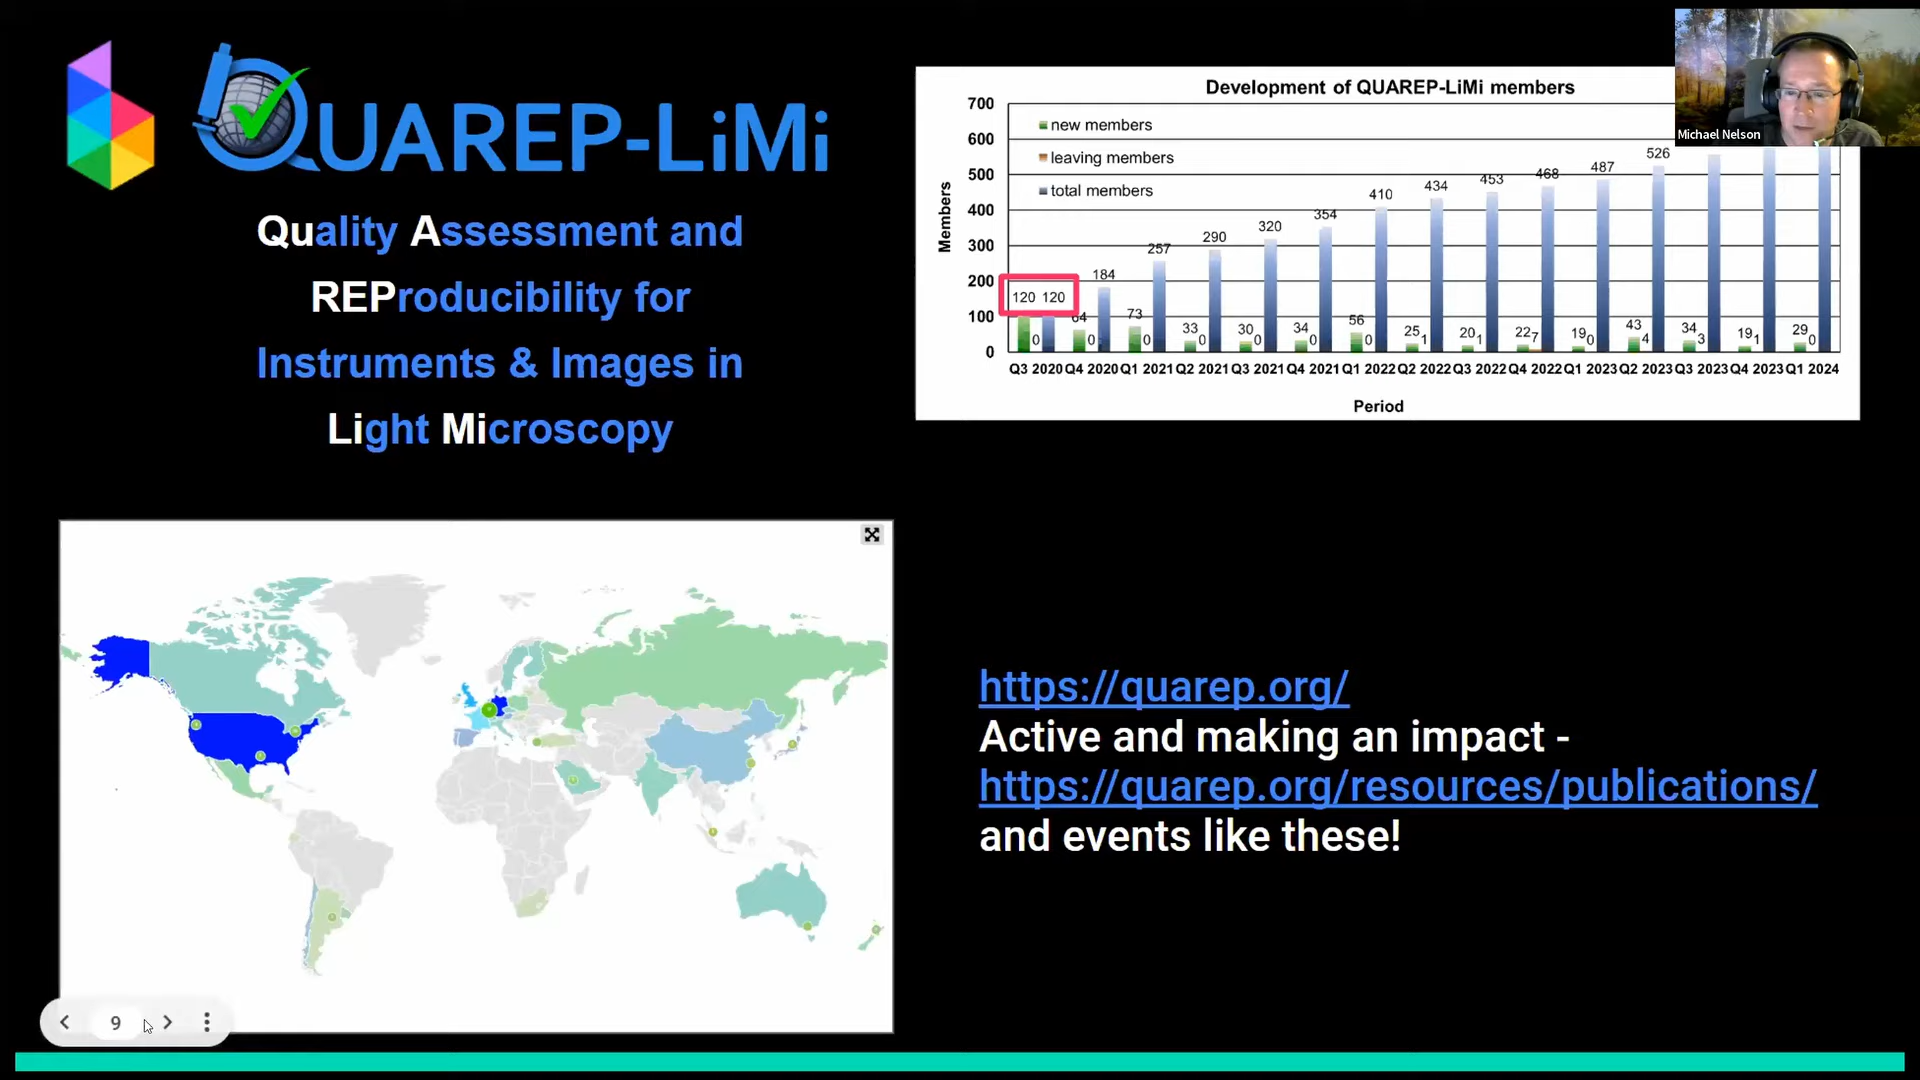 QUAREP-LiMi
Quality Assessment and
REProducibility for
Instruments & Images in
Light Microscopy
Development of QUAREP-LiMi members
Michael Nelson
700
600
500
400
300
200
100
0
Members
new members
leaving members
total members
120 120 184 257 290 320 354 410 434 453 468 487 526
0 64 0 73 0 33 0 30 0 34 0 56 0 25 1 20 1 22 7 19 0 43 4 34 3 19 1 29 0
Q3 2020 Q4 2020 Q1 2021 Q2 2021 Q3 2021 Q4 2021 Q1 2022 Q2 2022 Q3 2022 Q4 2022 Q1 2023 Q2 2023 Q3 2023 Q4 2023 Q1 2024
Period
https://quarep.org/
Active and making an impact -
https://quarep.org/resources/publications/
and events like these!
9